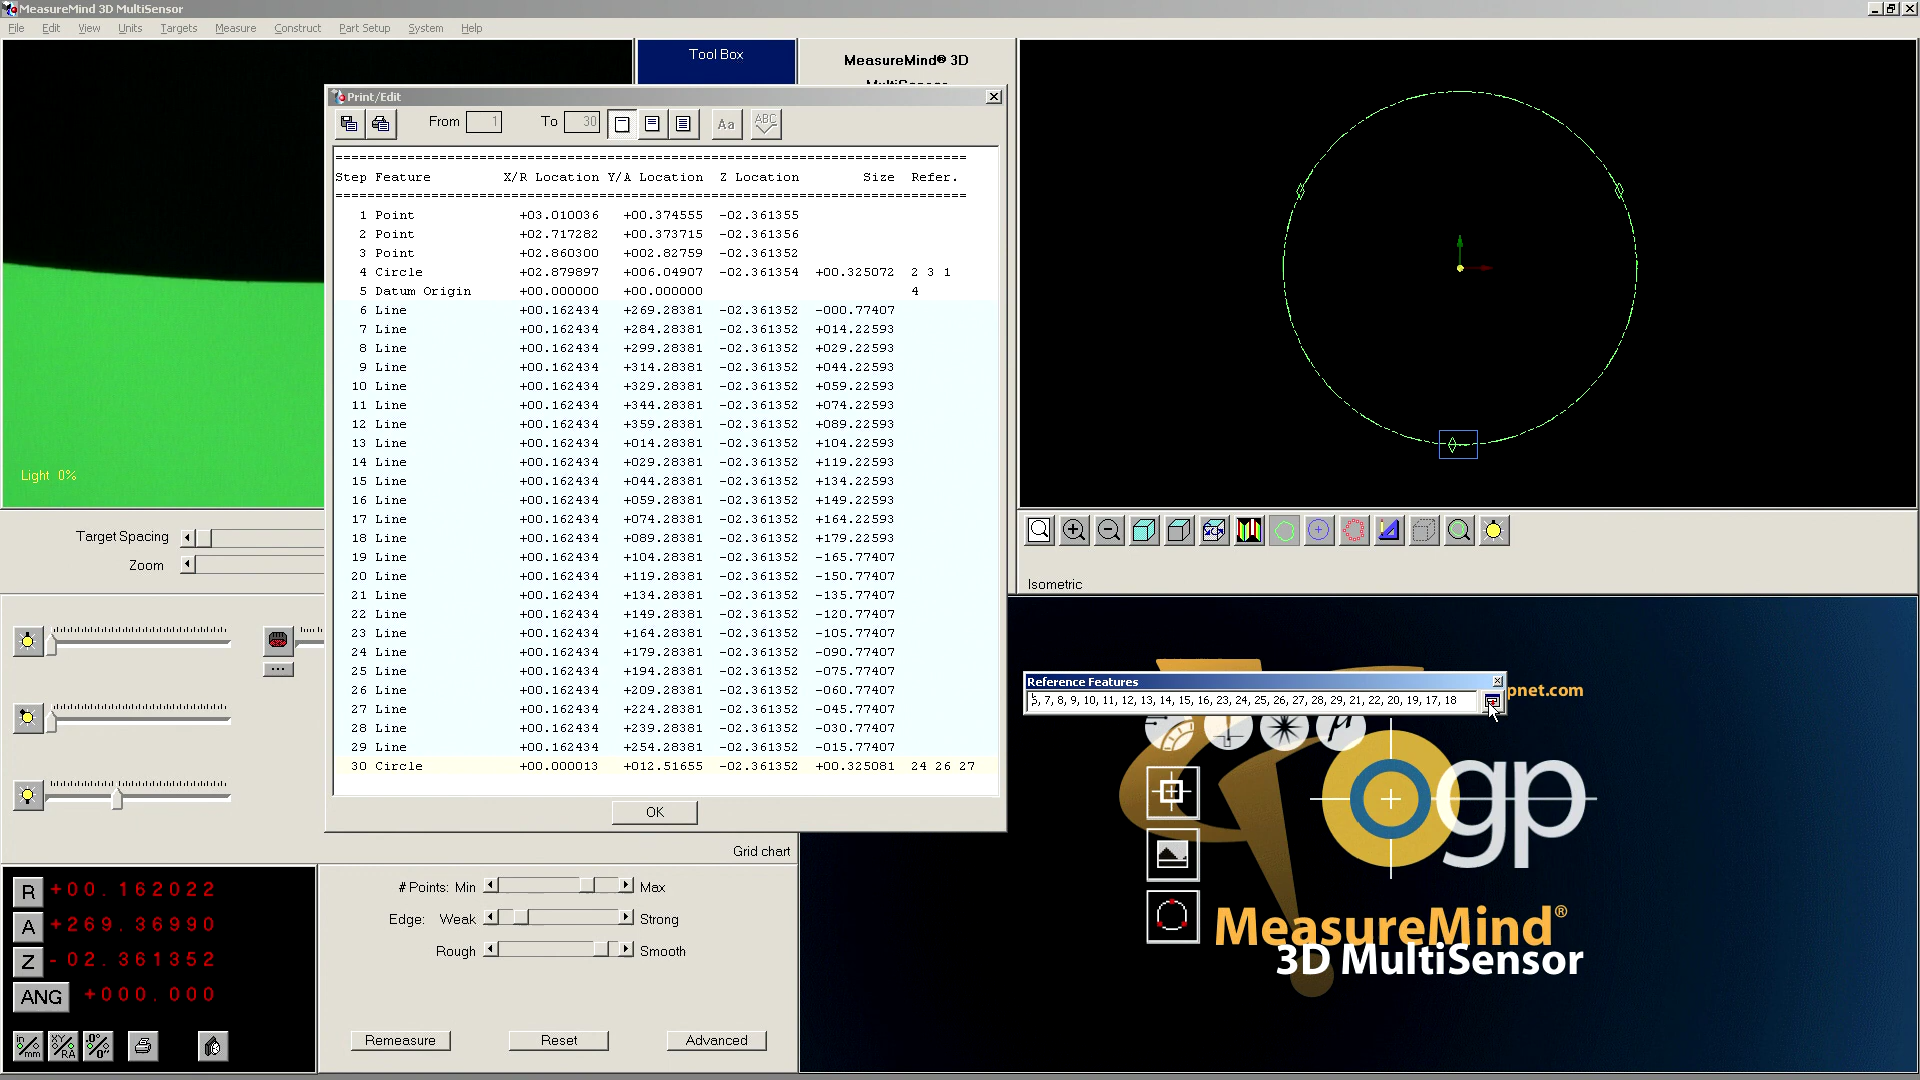 MeasureMind 3D MultiSensor
File Edit View Units Targets Measure Construct Part Setup System Help
Tool Box
MeasureMind® 3D
Print/Edit
From 1 To 30 Aa ABC
Step Feature X/R Location Y/A Location Z Location Size Refer.
1 Point +03.010036 +00.374555 -02.361355
2 Point +02.717282 +00.373715 -02.361356
3 Point +02.860300 +002.82759 -02.361352
4 Circle +02.879897 +006.04907 -02.361354 +00.325072 2 3 1
5 Datum Origin +00.000000 +00.000000 4
6 Line +00.162434 +269.28381 -02.361352 -000.77407
7 Line +00.162434 +284.28381 -02.361352 +014.22593
8 Line +00.162434 +299.28381 -02.361352 +029.22593
9 Line +00.162434 +314.28381 -02.361352 +044.22593
10 Line +00.162434 +329.28381 -02.361352 +059.22593
11 Line +00.162434 +344.28381 -02.361352 +074.22593
12 Line +00.162434 +359.28381 -02.361352 +089.22593
13 Line +00.162434 +014.28381 -02.361352 +104.22593
14 Line +00.162434 +029.28381 -02.361352 +119.22593
15 Line +00.162434 +044.28381 -02.361352 +134.22593
16 Line +00.162434 +059.28381 -02.361352 +149.22593
17 Line +00.162434 +074.28381 -02.361352 +164.22593
18 Line +00.162434 +089.28381 -02.361352 +179.22593
19 Line +00.162434 +104.28381 -02.361352 -165.77407
20 Line +00.162434 +119.28381 -02.361352 -150.77407
21 Line +00.162434 +134.28381 -02.361352 -135.77407
22 Line +00.162434 +149.28381 -02.361352 -120.77407
23 Line +00.162434 +164.28381 -02.361352 -105.77407
24 Line +00.162434 +179.28381 -02.361352 -090.77407
25 Line +00.162434 +194.28381 -02.361352 -075.77407
26 Line +00.162434 +209.28381 -02.361352 -060.77407
27 Line +00.162434 +224.28381 -02.361352 -045.77407
28 Line +00.162434 +239.28381 -02.361352 -030.77407
29 Line +00.162434 +254.28381 -02.361352 -015.77407
30 Circle +00.000013 +012.51655 -02.361352 +00.325081 24 26 27
OK
Light 0%
Target Spacing
Zoom
Isometric
Reference Features
7, 8, 9, 10, 11, 12, 13, 14, 15, 16, 23, 24, 25, 26, 27, 28, 29, 21, 22, 20, 19, 17, 18
pnet.com
μ
ogp
MeasureMind®
3D MultiSensor
Grid chart
R +00.162022
A +269.36990
Z -02.361352
ANG +000.000
in/mm XY/RA .0°/0"
# Points: Min Max
Edge: Weak Strong
Rough Smooth
Remeasure Reset Advanced